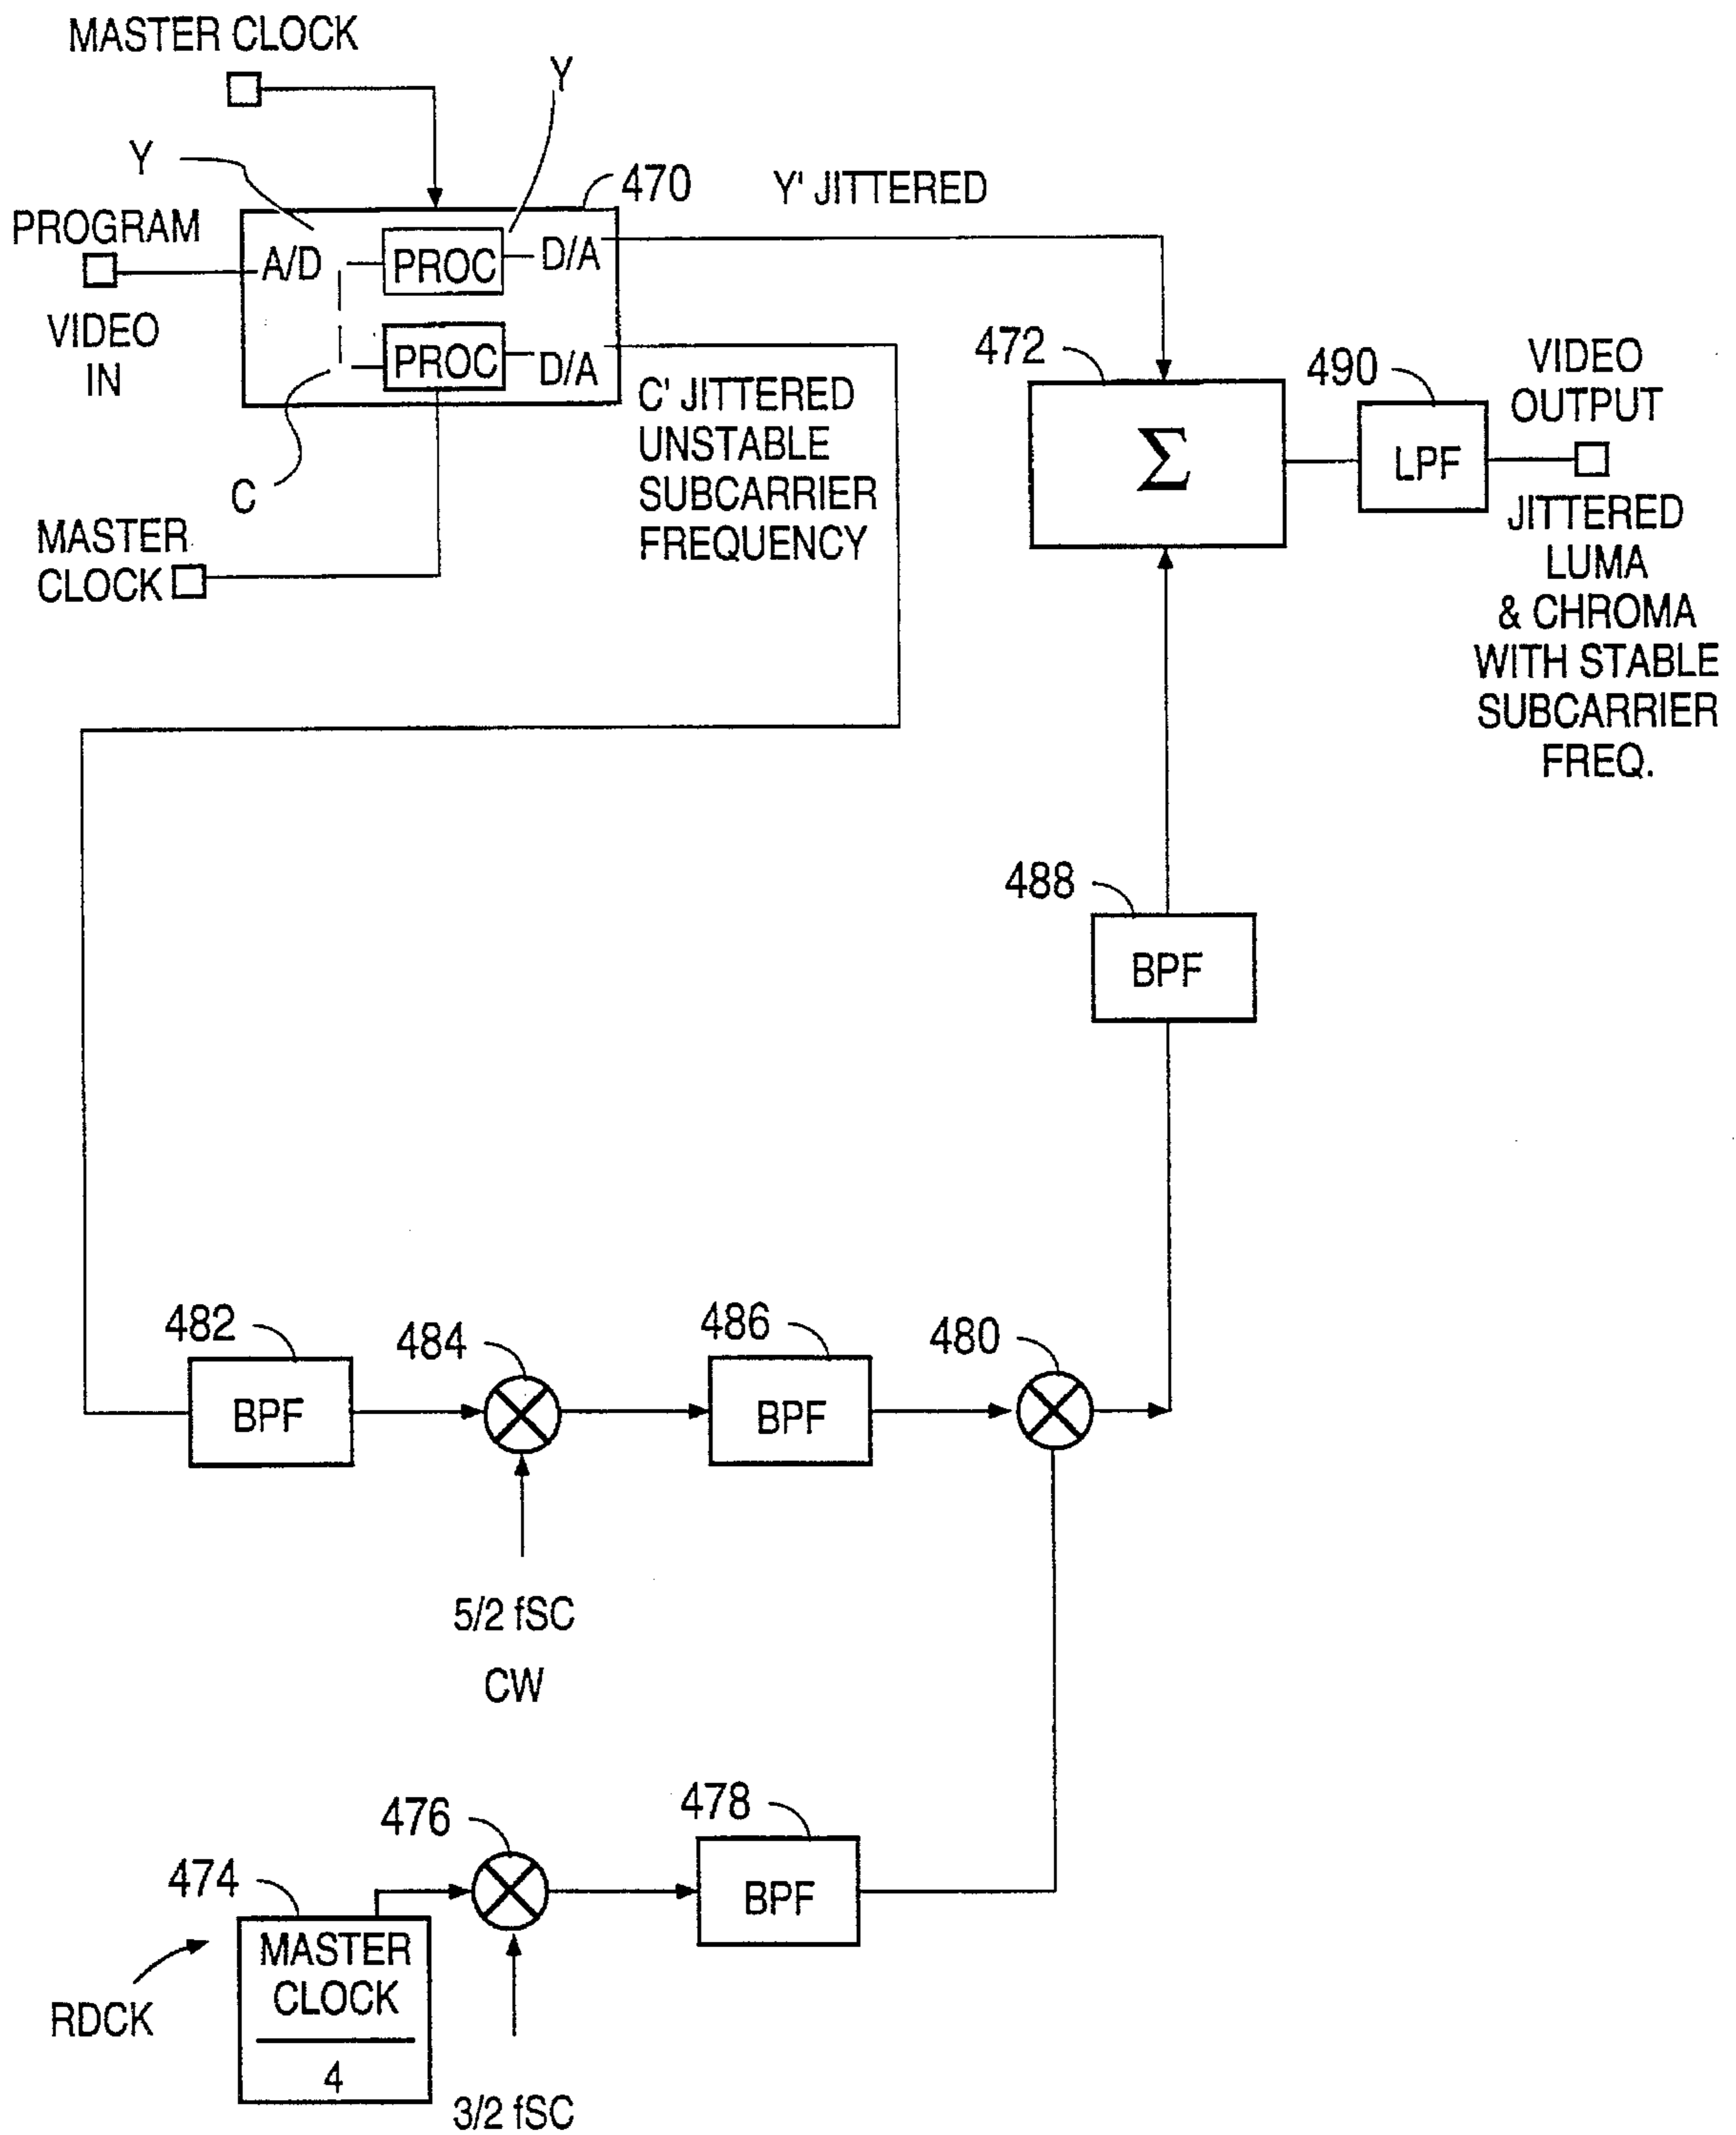 MASTER CLOCK
Y
Y
470
Y' JITTERED
PROGRAM
A/D
PROC
D/A
VIDEO
IN
PROC
D/A
C
C' JITTERED
UNSTABLE
SUBCARRIER
FREQUENCY
MASTER
CLOCK
472
Σ
490
LPF
VIDEO
OUTPUT
JITTERED
LUMA
& CHROMA
WITH STABLE
SUBCARRIER
FREQ.
488
BPF
482
BPF
484
486
BPF
480
5/2 fSC
CW
476
478
BPF
474
MASTER
CLOCK
4
RDCK
3/2 fSC